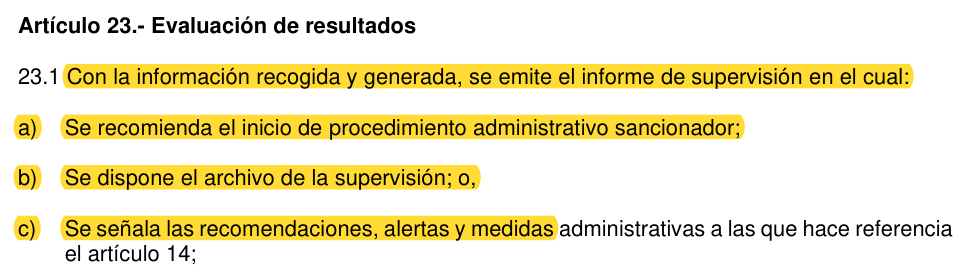 Artículo 23.- Evaluación de resultados
23.1 Con la información recogida y generada, se emite el informe de supervisión en el cual:
a) Se recomienda el inicio de procedimiento administrativo sancionador;
b) Se dispone el archivo de la supervisión; o,
c) Se señala las recomendaciones, alertas y medidas administrativas a las que hace referencia
el artículo 14;